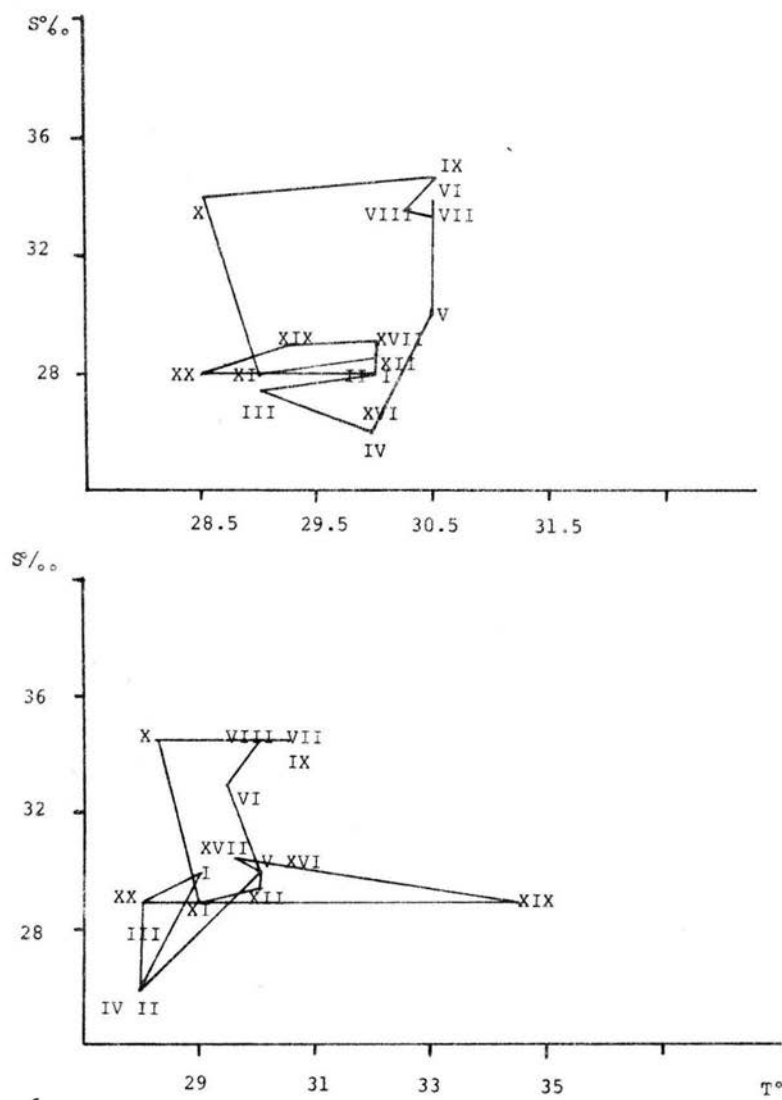 S°/₀₀
36
IX
VI
X
VIII VII
32
V
XIX XVII
XII
28 XX XI II I
III XVI
IV
28.5 29.5 30.5 31.5
S°/₀₀
36
X VIII VII
IX
32 VI
XVII V XVI
I
XX XI XII XIX
28 III
IV II
29 31 33 35 T°